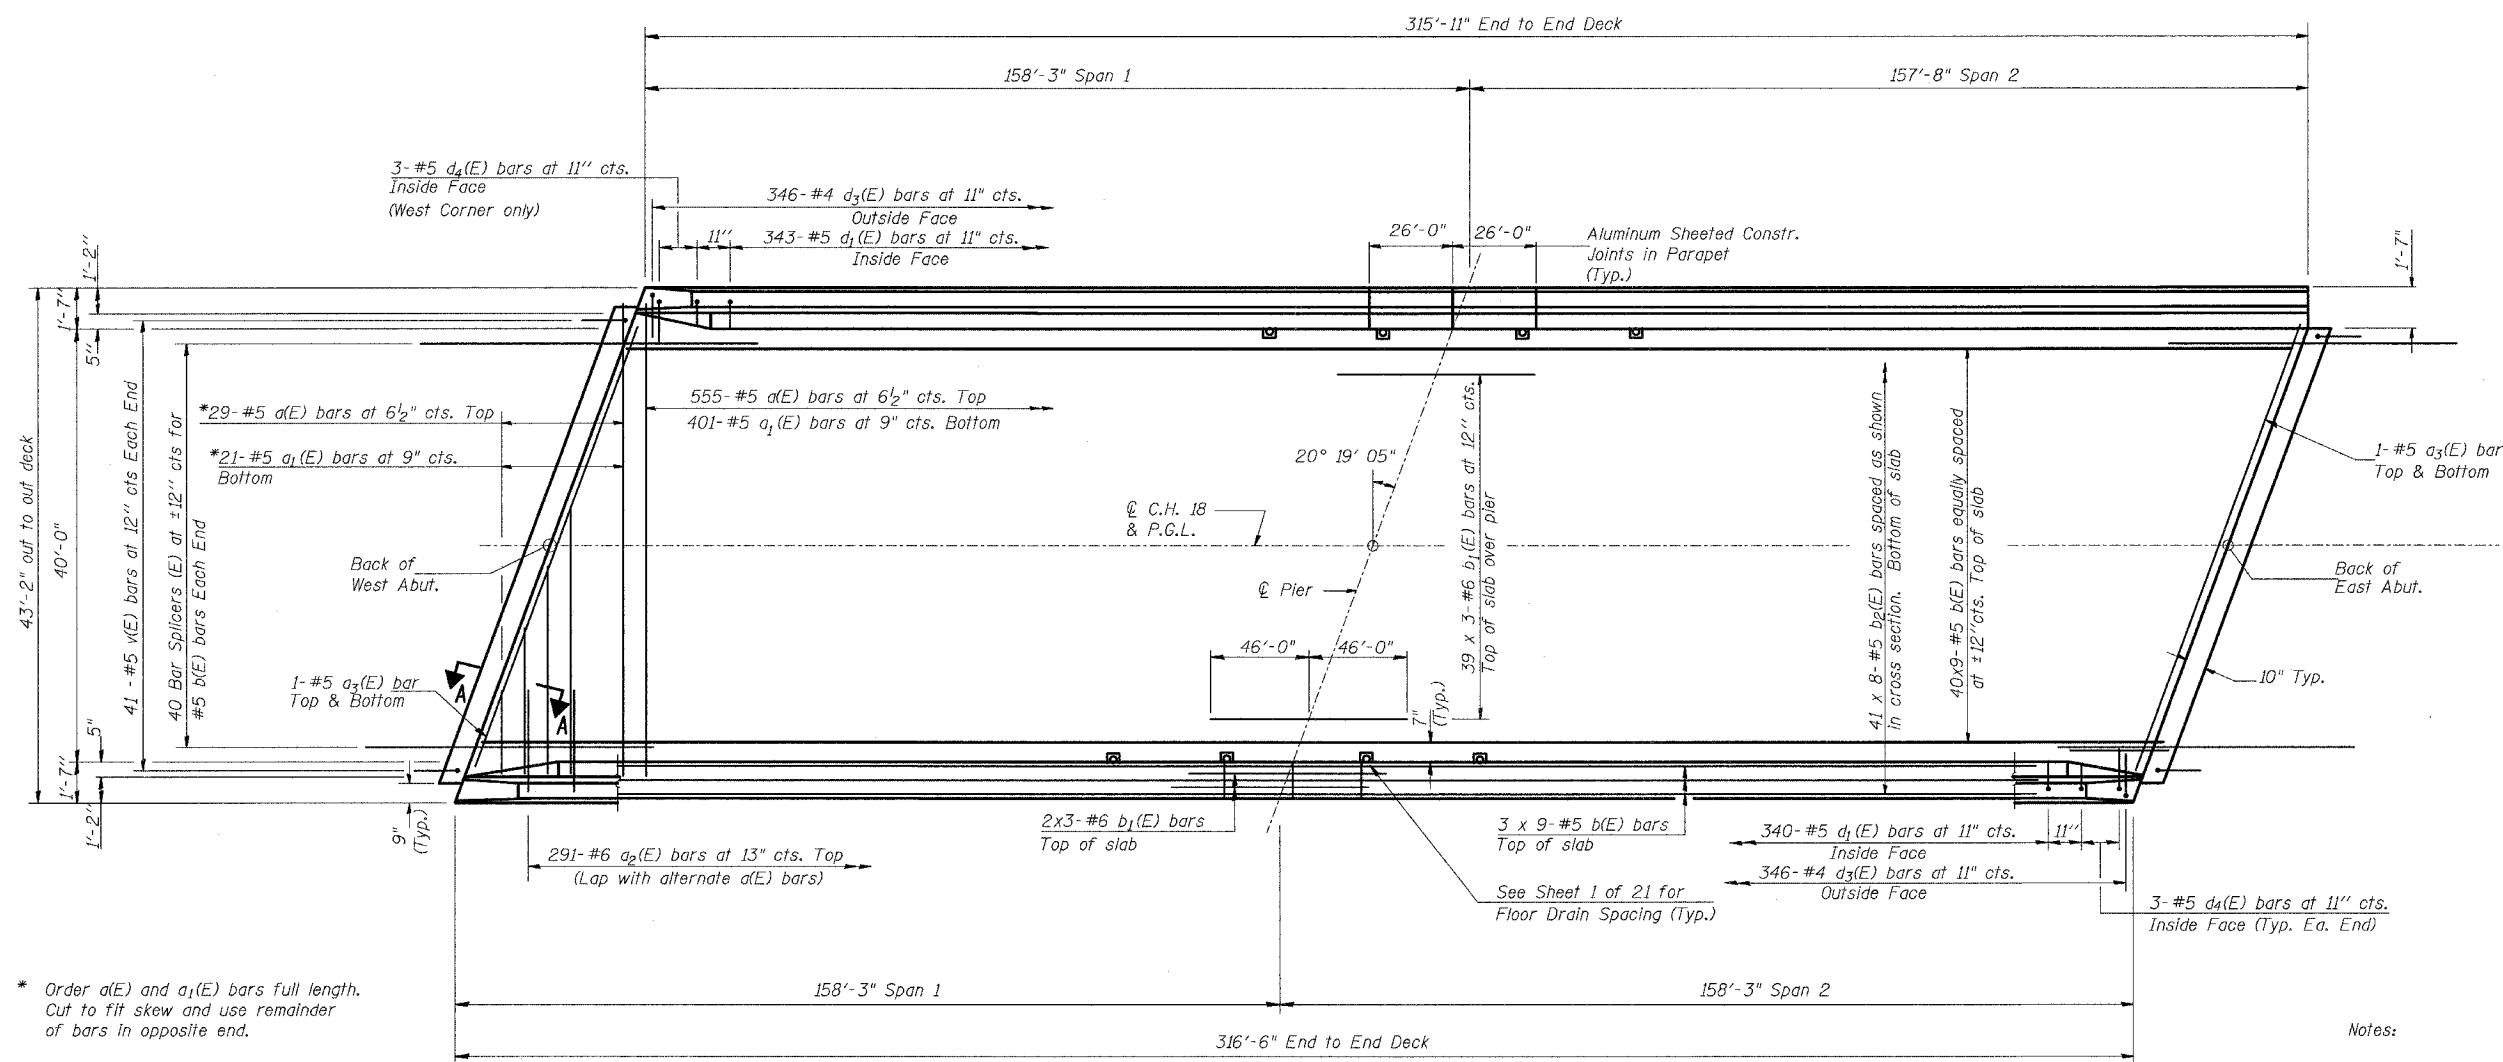 315'-11" End to End Deck
158'-3" Span 1
157'-8" Span 2
3- #5 d4(E) bars at 11'' cts.
Inside Face
(West Corner only)
346- #4 d3(E) bars at 11" cts.
Outside Face
11''
343- #5 d1(E) bars at 11" cts.
Inside Face
26'-0"
26'-0"
Aluminum Sheeted Constr.
Joints in Parapet
(Typ.)
1'-7"
1'-2''
1'-7''
5''
43'-2" out to out deck
40'-0"
41 - #5 v(E) bars at 12'' cts Each End
40 Bar Splicers (E) at ±12'' cts for
#5 b(E) bars Each End
*29- #5 a(E) bars at 6½" cts. Top
*21- #5 a1(E) bars at 9" cts.
Bottom
555- #5 a(E) bars at 6½" cts. Top
401- #5 a1(E) bars at 9" cts. Bottom
20° 19' 05"
℄ C.H. 18
& P.G.L.
℄ Pier
39 x 3- #6 b1(E) bars at 12'' cts.
Top of slab over pier
41 x 8- #5 b2(E) bars spaced as shown
in cross section. Bottom of slab
40x9- #5 b(E) bars equally spaced
at ±12''cts. Top of slab
1- #5 a3(E) bar
Top & Bottom
Back of
West Abut.
Back of
East Abut.
46'-0"
46'-0"
7"
(Typ.)
10" Typ.
1- #5 a3(E) bar
Top & Bottom
A
A
5"
1'-7"
1'-2''
9"
(Typ.)
2x3- #6 b1(E) bars
Top of slab
3 x 9- #5 b(E) bars
Top of slab
340- #5 d1(E) bars at 11" cts.
Inside Face
11''
346- #4 d3(E) bars at 11" cts.
Outside Face
291- #6 a2(E) bars at 13" cts. Top
(Lap with alternate a(E) bars)
See Sheet 1 of 21 for
Floor Drain Spacing (Typ.)
3- #5 d4(E) bars at 11'' cts.
Inside Face (Typ. Ea. End)
* Order a(E) and a1(E) bars full length.
Cut to fit skew and use remainder
of bars in opposite end.
158'-3" Span 1
158'-3" Span 2
316'-6" End to End Deck
Notes: